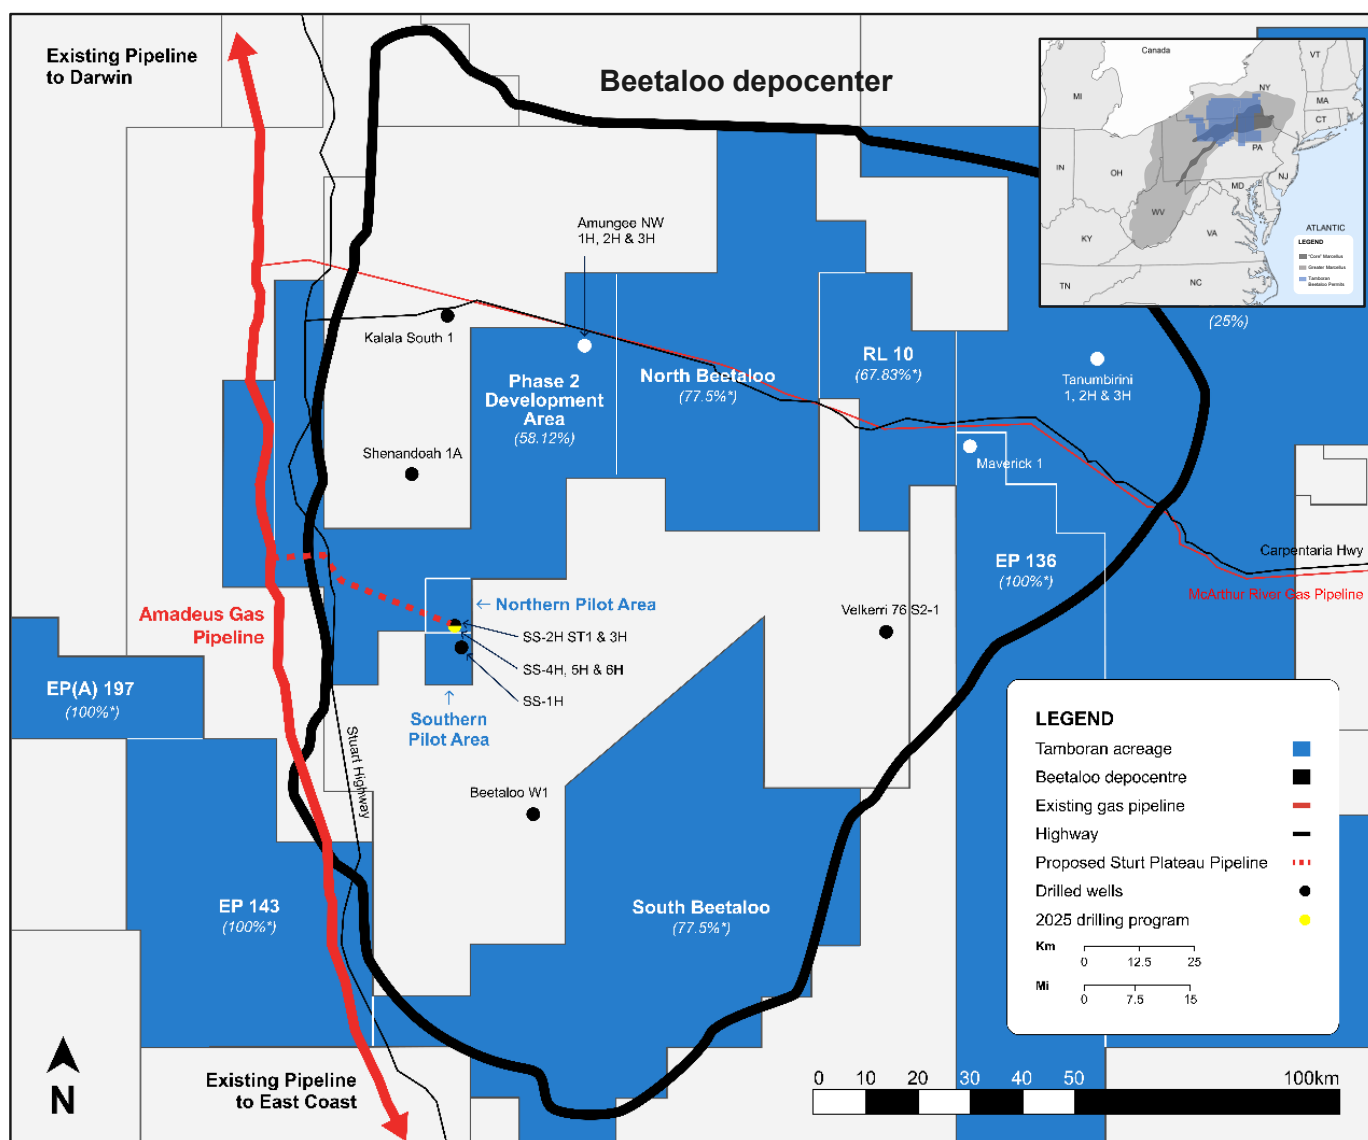 Existing Pipeline
to Darwin
Beetaloo depocenter
Canada
VT
NY
MI
MA
CT
PA
IN
OH
NJ
MD
WV
VA
KY
ATLANTIC
TN
NC
LEGEND
"Core" Marcellus
Greater Marcellus
Tamboran
Beetaloo Permits
Amungee NW
1H, 2H & 3H
(25%)
Kalala South 1
Phase 2
Development
Area
(58.12%)
North Beetaloo
(77.5%*)
RL 10
(67.83%*)
Tanumbirini
1, 2H & 3H
Shenandoah 1A
Maverick 1
EP 136
(100%*)
Carpentaria Hwy
McArthur River Gas Pipeline
Amadeus Gas
Pipeline
Northern Pilot Area
SS-2H ST1 & 3H
SS-4H, 5H & 6H
SS-1H
Southern
Pilot Area
Velkerri 76 S2-1
EP(A) 197
(100%*)
Stuart Highway
Beetaloo W1
EP 143
(100%*)
South Beetaloo
(77.5%*)
LEGEND
Tamboran acreage
Beetaloo depocentre
Existing gas pipeline
Highway
Proposed Sturt Plateau Pipeline
Drilled wells
2025 drilling program
Km
0 12.5 25
Mi
0 7.5 15
N
Existing Pipeline
to East Coast
0 10 20 30 40 50 100km